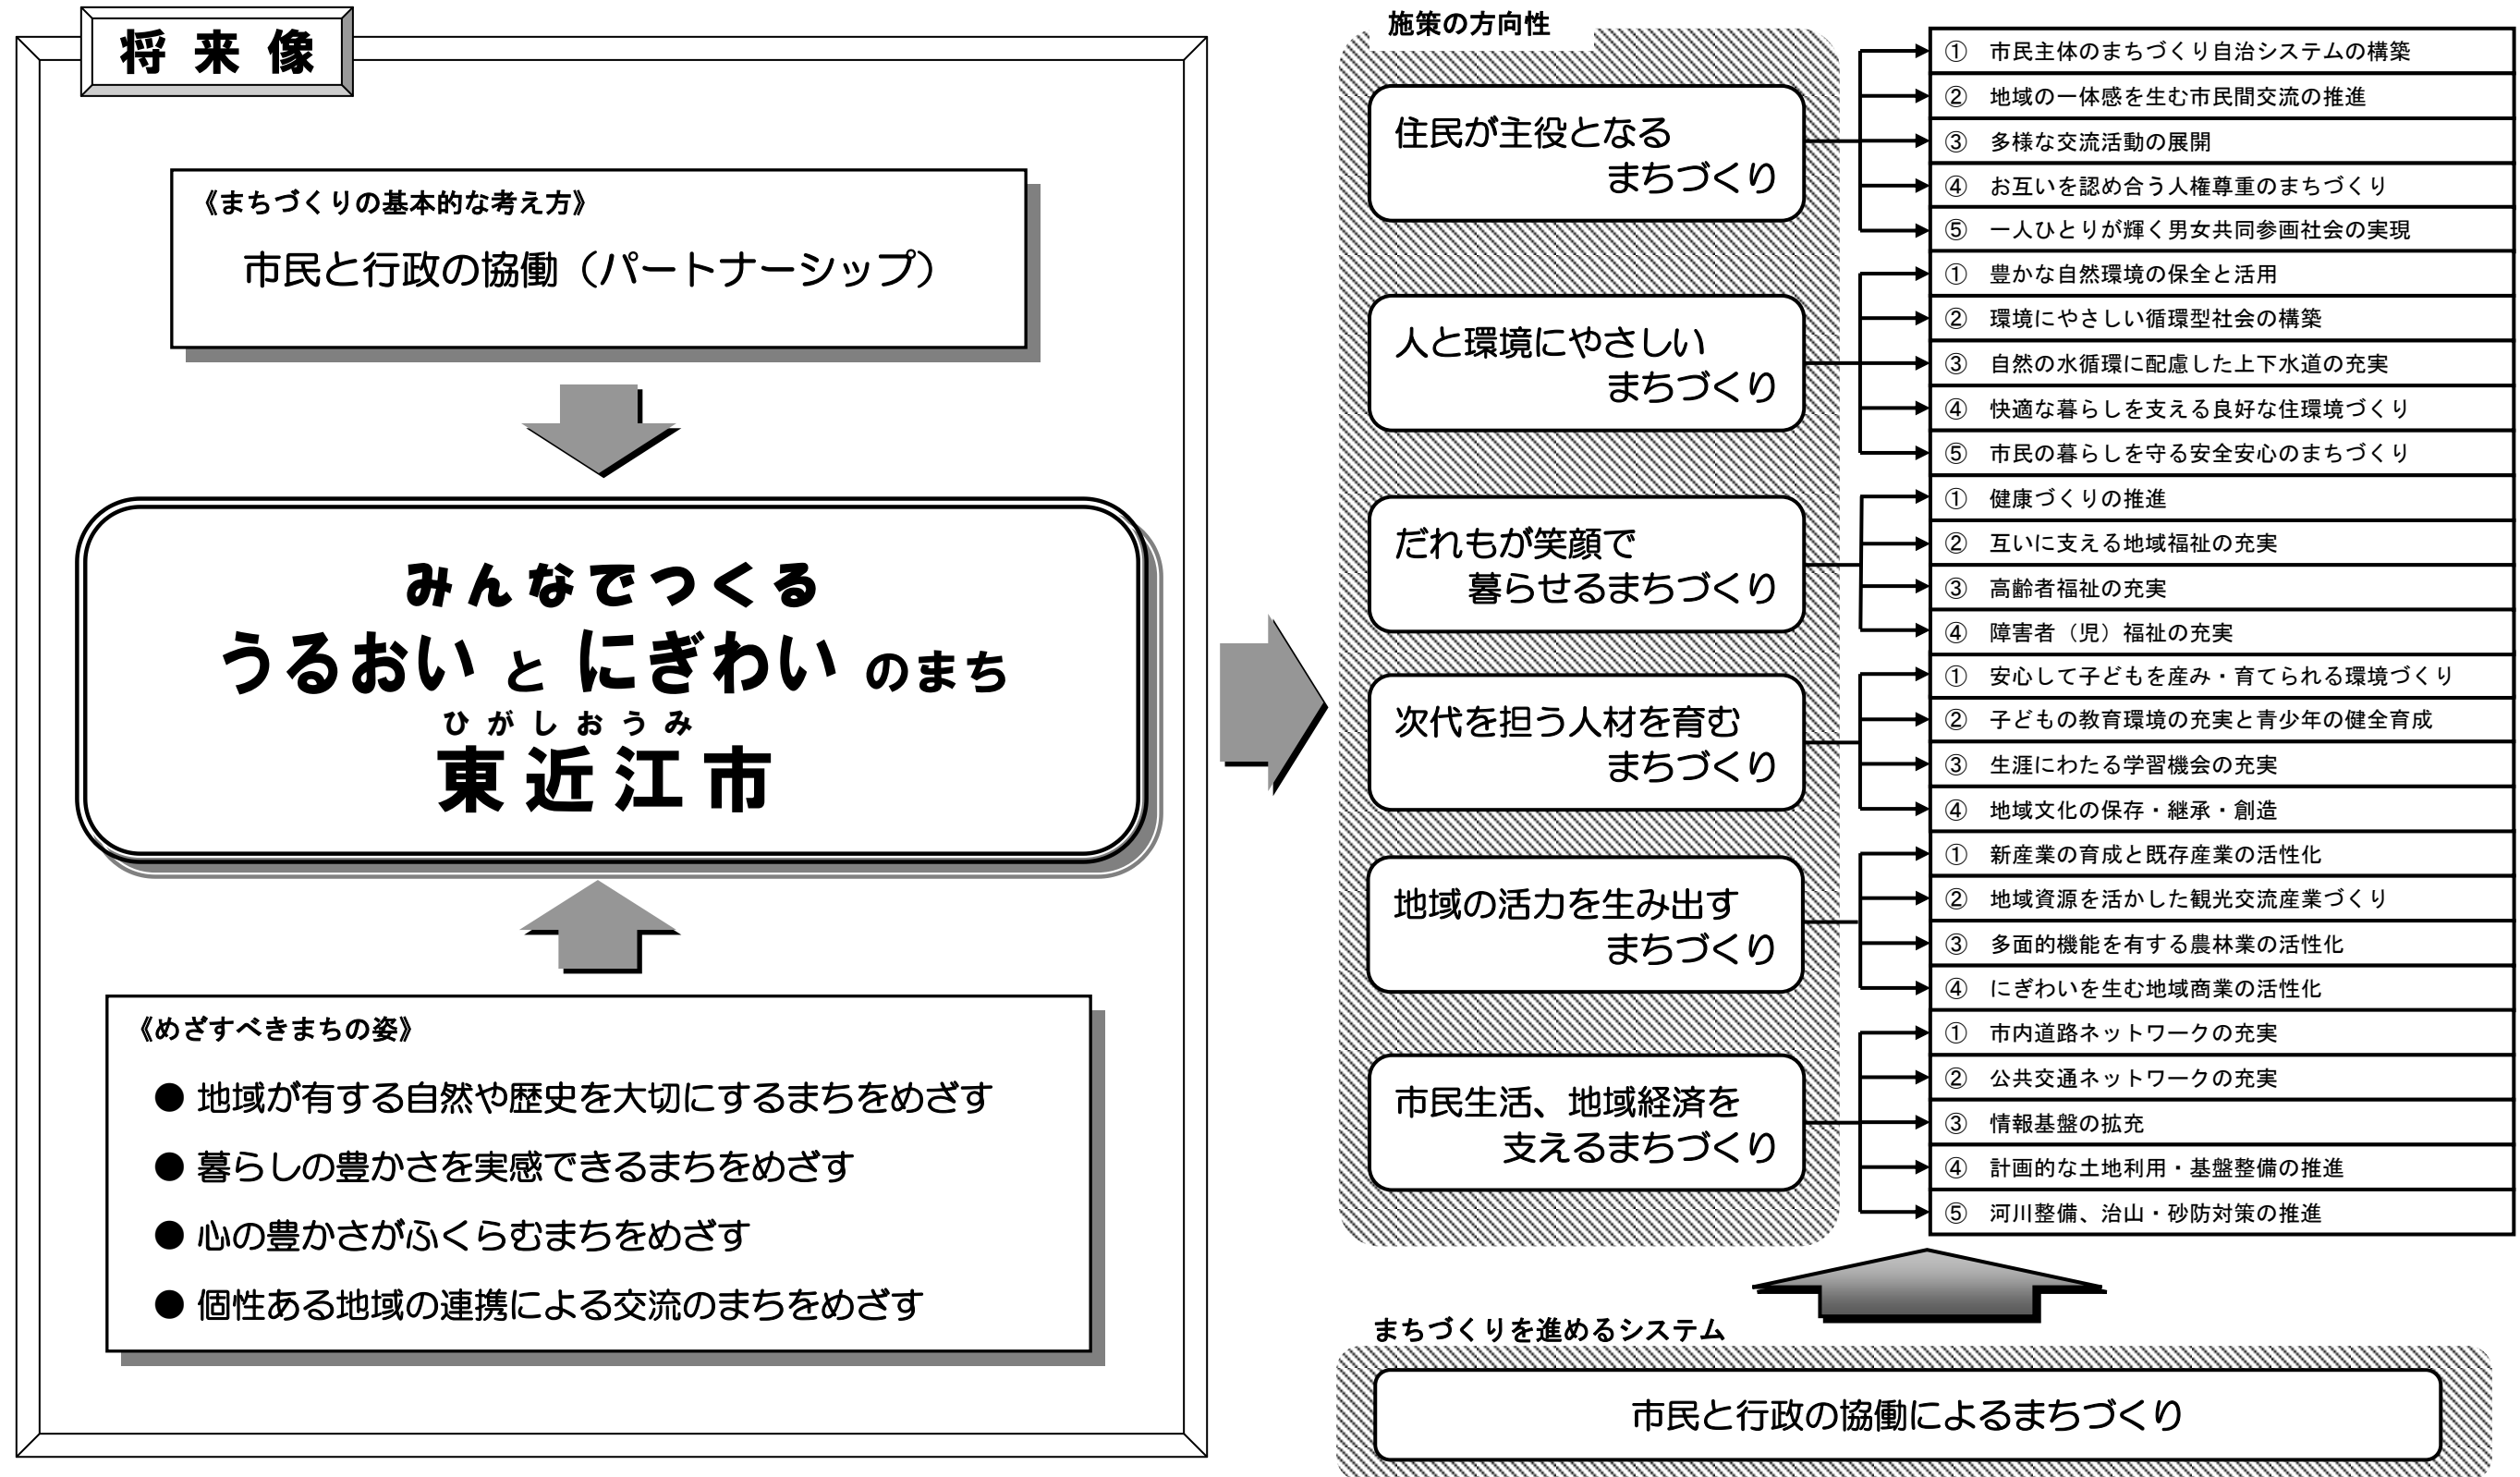 将来像
《まちづくりの基本的な考え方》
市民と行政の協働（パートナーシップ）
みんなでつくる
うるおい と にぎわい のまち
ひがしおうみ
東近江市
《めざすべきまちの姿》
● 地域が有する自然や歴史を大切にするまちをめざす
● 暮らしの豊かさを実感できるまちをめざす
● 心の豊かさがふくらむまちをめざす
● 個性ある地域の連携による交流のまちをめざす
施策の方向性
住民が主役となる
まちづくり
① 市民主体のまちづくり自治システムの構築
② 地域の一体感を生む市民間交流の推進
③ 多様な交流活動の展開
④ お互いを認め合う人権尊重のまちづくり
⑤ 一人ひとりが輝く男女共同参画社会の実現
人と環境にやさしい
まちづくり
① 豊かな自然環境の保全と活用
② 環境にやさしい循環型社会の構築
③ 自然の水循環に配慮した上下水道の充実
④ 快適な暮らしを支える良好な住環境づくり
⑤ 市民の暮らしを守る安全安心のまちづくり
だれもが笑顔で
暮らせるまちづくり
① 健康づくりの推進
② 互いに支える地域福祉の充実
③ 高齢者福祉の充実
④ 障害者（児）福祉の充実
次代を担う人材を育む
まちづくり
① 安心して子どもを産み・育てられる環境づくり
② 子どもの教育環境の充実と青少年の健全育成
③ 生涯にわたる学習機会の充実
④ 地域文化の保存・継承・創造
地域の活力を生み出す
まちづくり
① 新産業の育成と既存産業の活性化
② 地域資源を活かした観光交流産業づくり
③ 多面的機能を有する農林業の活性化
④ にぎわいを生む地域商業の活性化
市民生活、地域経済を
支えるまちづくり
① 市内道路ネットワークの充実
② 公共交通ネットワークの充実
③ 情報基盤の拡充
④ 計画的な土地利用・基盤整備の推進
⑤ 河川整備、治山・砂防対策の推進
まちづくりを進めるシステム
市民と行政の協働によるまちづくり